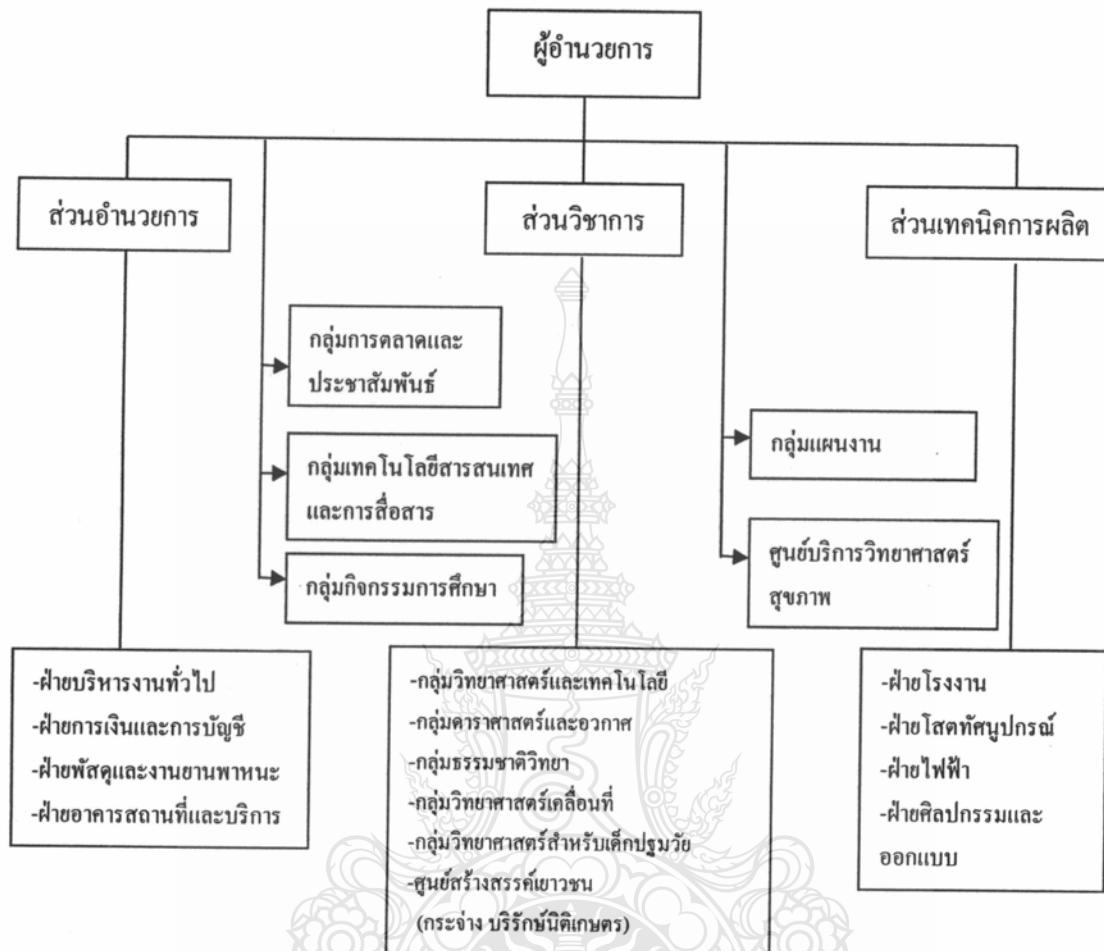 ผู้อำนวยการ
ส่วนอำนวยการ
ส่วนวิชาการ
ส่วนเทคนิคการผลิต
กลุ่มการตลาดและ
ประชาสัมพันธ์
กลุ่มเทคโนโลยีสารสนเทศ
และการสื่อสาร
กลุ่มกิจกรรมการศึกษา
กลุ่มแผนงาน
ศูนย์บริการวิทยาศาสตร์
สุขภาพ
-ฝ่ายบริหารงานทั่วไป
-ฝ่ายการเงินและการบัญชี
-ฝ่ายพัสดุและงานยานพาหนะ
-ฝ่ายอาคารสถานที่และบริการ
-กลุ่มวิทยาศาสตร์และเทคโนโลยี
-กลุ่มดาราศาสตร์และอวกาศ
-กลุ่มธรรมชาติวิทยา
-กลุ่มวิทยาศาสตร์เคลื่อนที่
-กลุ่มวิทยาศาสตร์สำหรับเด็กปฐมวัย
-ศูนย์สร้างสรรค์เยาวชน
(กระจ่าง บริรักษ์นิติเกษตร)
-ฝ่ายโรงงาน
-ฝ่ายโสตทัศนูปกรณ์
-ฝ่ายไฟฟ้า
-ฝ่ายศิลปกรรมและ
ออกแบบ